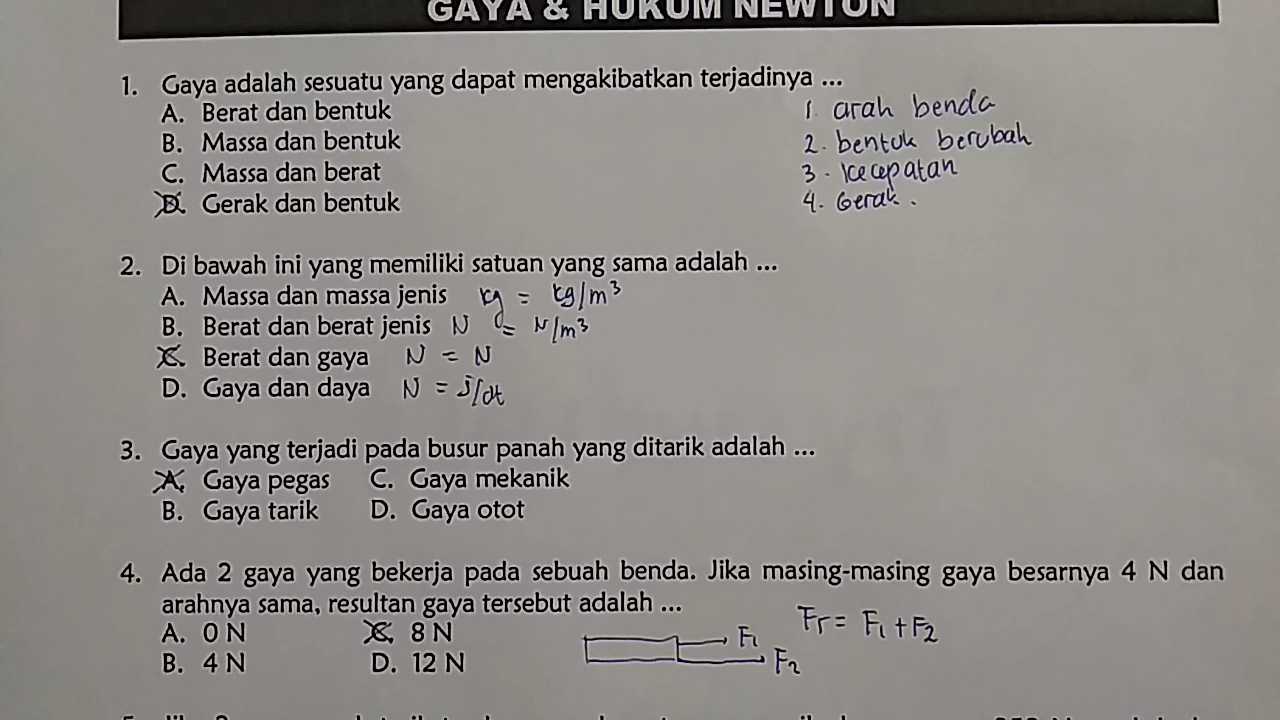 GAYA & HUKUM NEWTON
1. Gaya adalah sesuatu yang dapat mengakibatkan terjadinya ...
A. Berat dan bentuk
1. arah benda
B. Massa dan bentuk
2. bentuk berubah
C. Massa dan berat
3. kecepatan
D. Gerak dan bentuk
4. Gerak.
2. Di bawah ini yang memiliki satuan yang sama adalah ...
A. Massa dan massa jenis kg = kg/m³
B. Berat dan berat jenis N = N/m³
C. Berat dan gaya N = N
D. Gaya dan daya N = J/dt
3. Gaya yang terjadi pada busur panah yang ditarik adalah ...
A. Gaya pegas C. Gaya mekanik
B. Gaya tarik D. Gaya otot
4. Ada 2 gaya yang bekerja pada sebuah benda. Jika masing-masing gaya besarnya 4 N dan
arahnya sama, resultan gaya tersebut adalah ...
Fr = F₁ + F₂
A. 0 N C. 8 N F₁
B. 4 N D. 12 N F₂